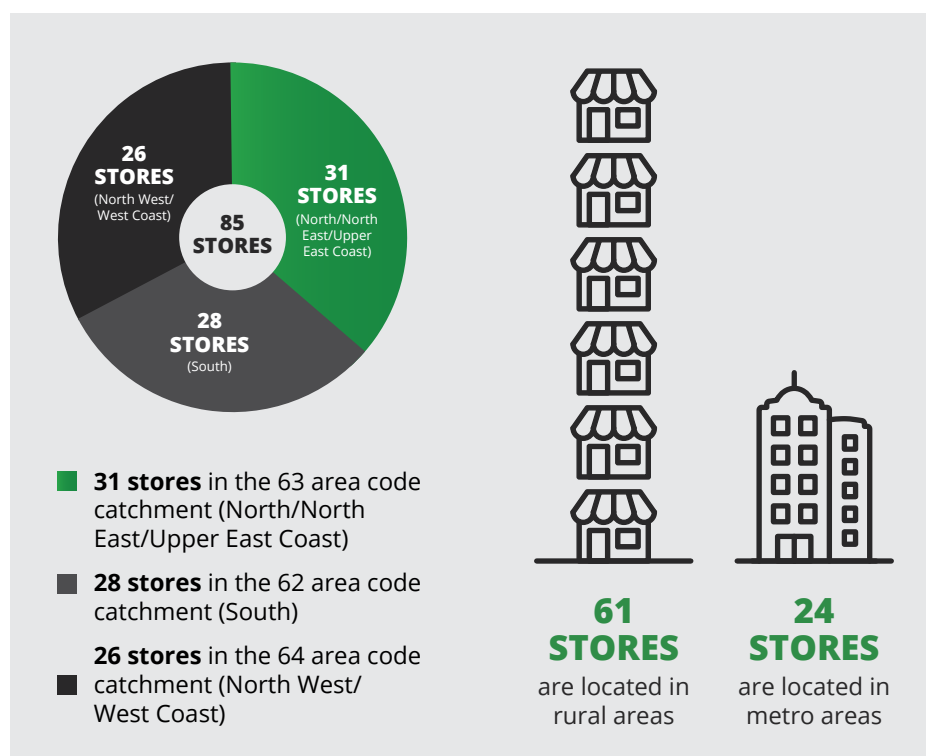 26
STORES
(North West/
West Coast)
31
STORES
(North/North
East/Upper
East Coast)
85
STORES
28
STORES
(South)
31 stores in the 63 area code
catchment (North/North
East/Upper East Coast)
28 stores in the 62 area code
catchment (South)
26 stores in the 64 area code
catchment (North West/
West Coast)
61
STORES
are located in
rural areas
24
STORES
are located in
metro areas